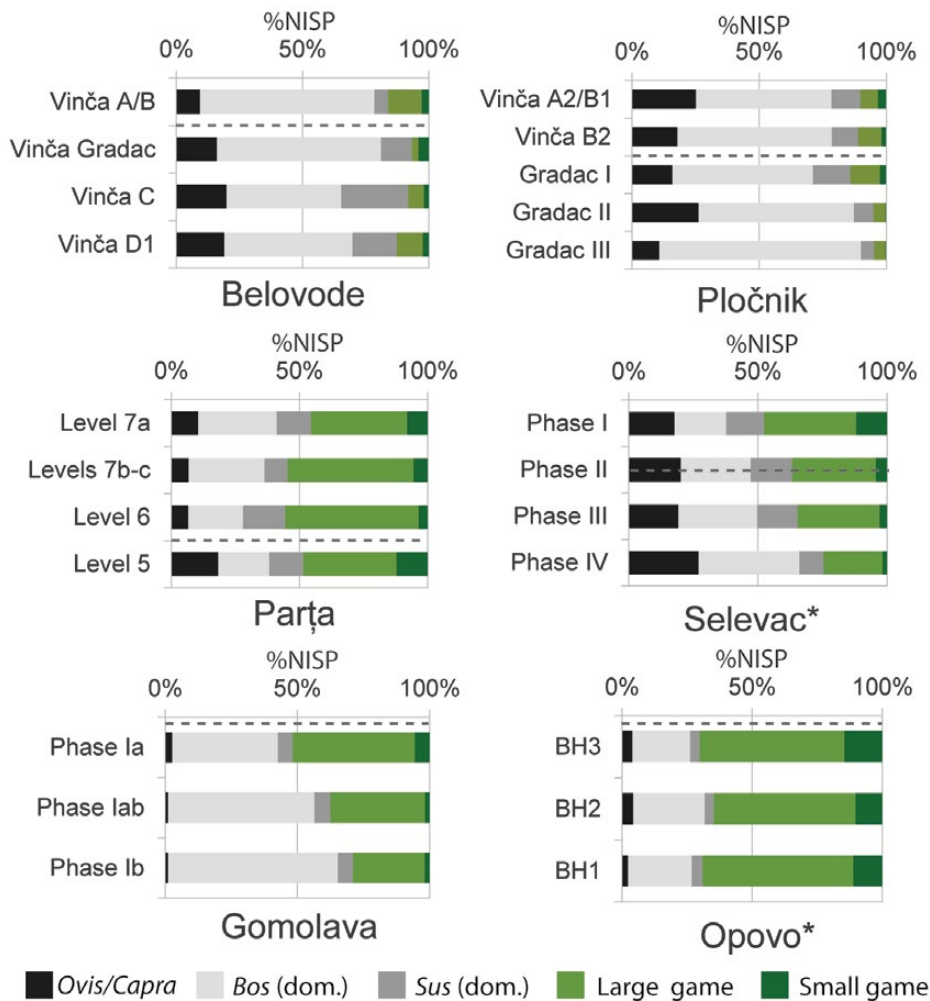 %NISP
0% 50% 100%
Vinča A/B
Vinča Gradac
Vinča C
Vinča D1
Belovode
%NISP
0% 50% 100%
Vinča A2/B1
Vinča B2
Gradac I
Gradac II
Gradac III
Pločnik
%NISP
0% 50% 100%
Level 7a
Levels 7b-c
Level 6
Level 5
Parța
%NISP
0% 50% 100%
Phase I
Phase II
Phase III
Phase IV
Selevac*
%NISP
0% 50% 100%
Phase Ia
Phase Iab
Phase Ib
Gomolava
%NISP
0% 50% 100%
BH3
BH2
BH1
Opovo*
Ovis/Capra Bos (dom.) Sus (dom.) Large game Small game